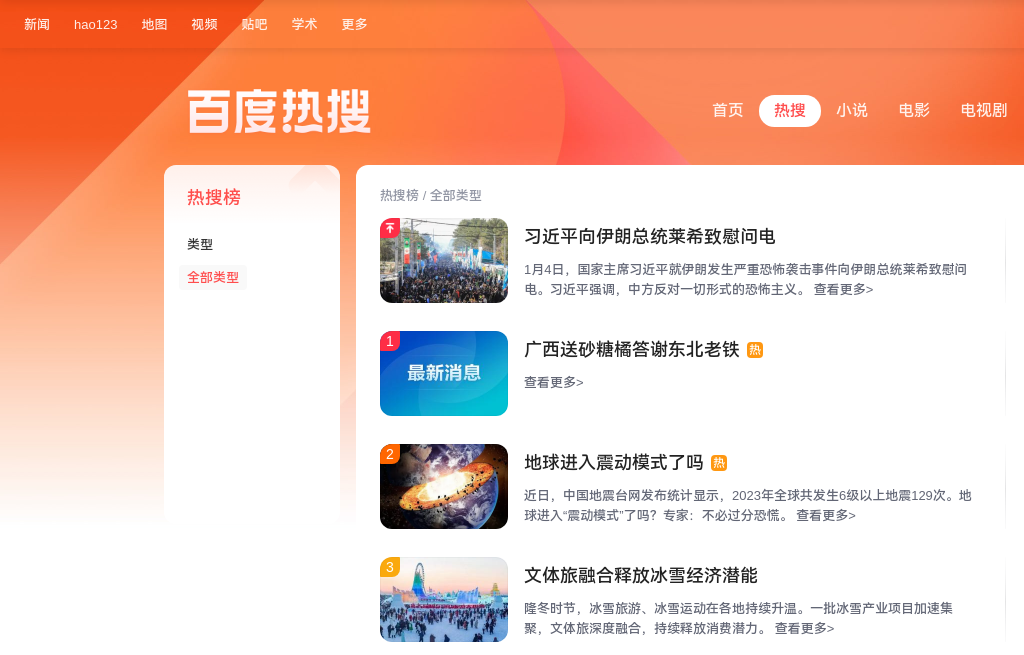 新闻 hao123 地图 视频 贴吧 学术 更多
百度热搜
首页 热搜 小说 电影 电视剧
热搜榜
类型
全部类型
热搜榜 / 全部类型
习近平向伊朗总统莱希致慰问电
1月4日，国家主席习近平就伊朗发生严重恐怖袭击事件向伊朗总统莱希致慰问
电。习近平强调，中方反对一切形式的恐怖主义。 查看更多>
1
最新消息
广西送砂糖橘答谢东北老铁 热
查看更多>
2
地球进入震动模式了吗 热
近日，中国地震台网发布统计显示，2023年全球共发生6级以上地震129次。地
球进入“震动模式”了吗？专家：不必过分恐慌。 查看更多>
3
文体旅融合释放冰雪经济潜能
隆冬时节，冰雪旅游、冰雪运动在各地持续升温。一批冰雪产业项目加速集
聚，文体旅深度融合，持续释放消费潜力。 查看更多>